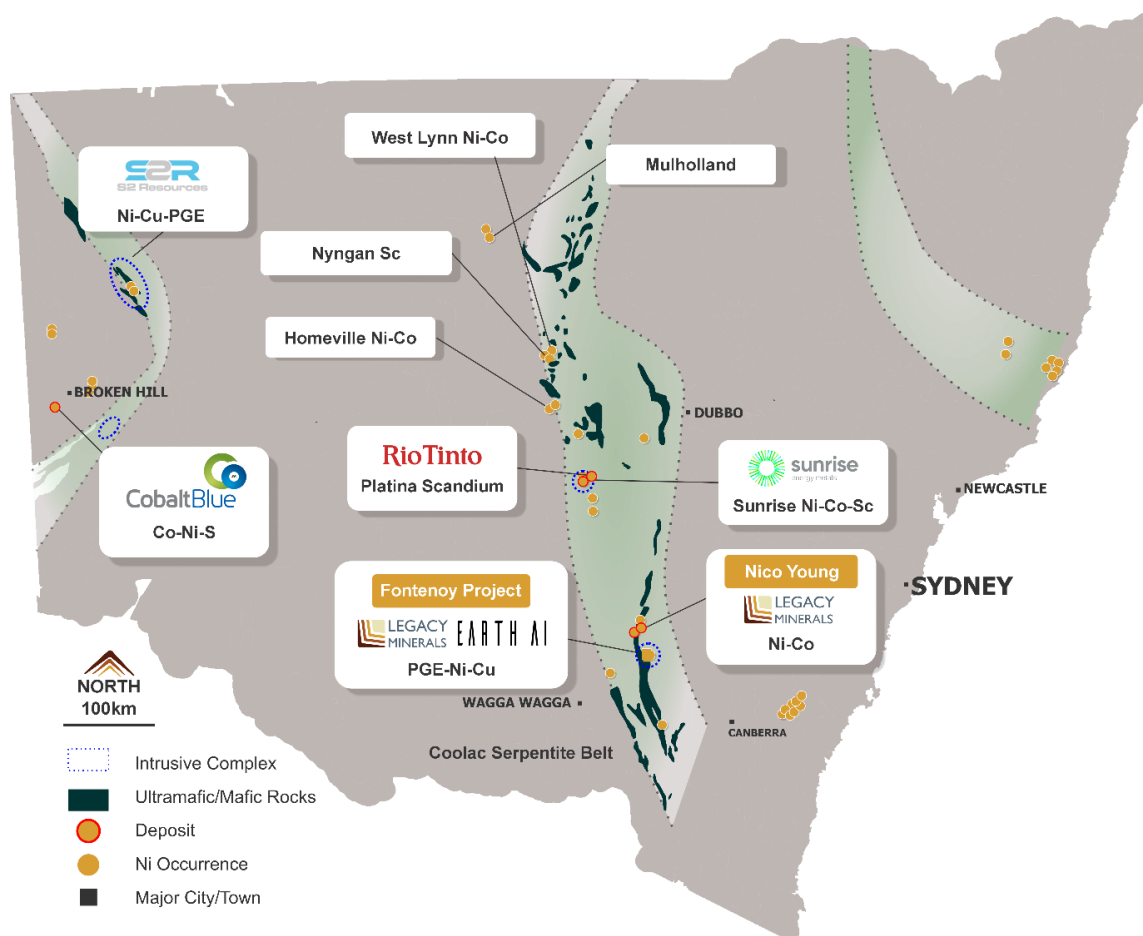 West Lynn Ni-Co
Mulholland
S2R
S2 Resources
Ni-Cu-PGE
Nyngan Sc
Homeville Ni-Co
BROKEN HILL
DUBBO
RioTinto
Platina Scandium
sunrise
energy metals
Sunrise Ni-Co-Sc
NEWCASTLE
CobaltBlue
Co-Ni-S
Fontenoy Project
LEGACY
MINERALS
EARTH AI
PGE-Ni-Cu
Nico Young
LEGACY
MINERALS
Ni-Co
SYDNEY
NORTH
100km
WAGGA WAGGA
CANBERRA
Coolac Serpentite Belt
Intrusive Complex
Ultramafic/Mafic Rocks
Deposit
Ni Occurrence
Major City/Town